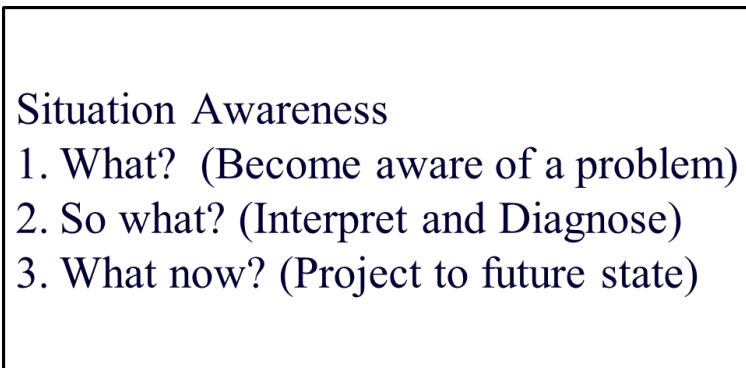 Situation Awareness
1. What?  (Become aware of a problem)
2. So what? (Interpret and Diagnose)
3. What now? (Project to future state)